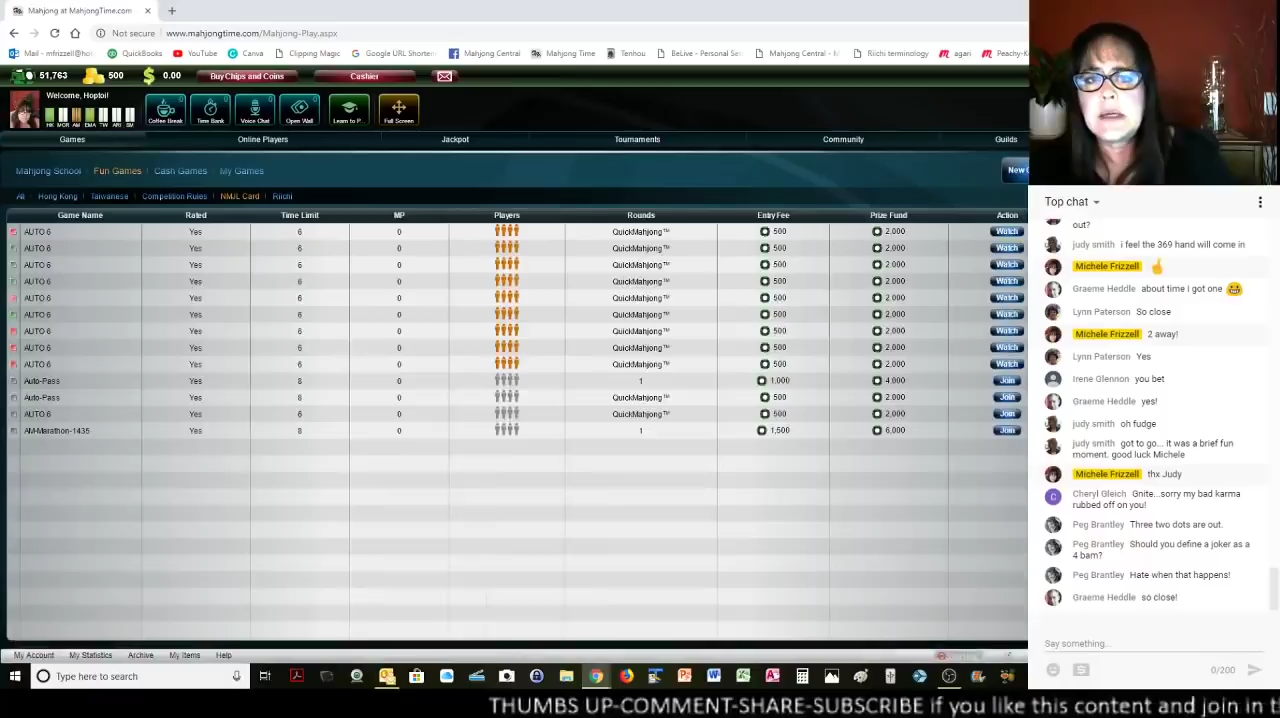 Mahjong at MahjongTime.com
Not secure
www.mahjongtime.com/Mahjong-Play.aspx
Mail - mfrizzell@ho
QuickBooks
YouTube
Canva
Clipping Magic
Google URL Shorten
Mahjong Central
Mahjong Time
Tenhou
BeLive - Personal Se
Mahjong Central - M
Riichi terminology
agari
Peachy-K
51,763
500
0.00
Buy Chips and Coins
Cashier
Welcome, Hoptoi!
HK MCR AM EMA TW ARI SM
Coffee Break
Time Bank
Voice Chat
Open Wall
Learn to P...
Full Screen
Games
Online Players
Jackpot
Tournaments
Community
Guilds
Mahjong School
Fun Games
Cash Games
My Games
New
All
Hong Kong
Taiwanese
Competition Rules
NMJL Card
Riichi
Game Name Rated Time Limit MP Players Rounds Entry Fee Prize Fund Action
AUTO 6 Yes 6 0 QuickMahjong™ 500 2,000 Watch
AUTO 6 Yes 6 0 QuickMahjong™ 500 2,000 Watch
AUTO 6 Yes 6 0 QuickMahjong™ 500 2,000 Watch
AUTO 6 Yes 6 0 QuickMahjong™ 500 2,000 Watch
AUTO 6 Yes 6 0 QuickMahjong™ 500 2,000 Watch
AUTO 6 Yes 6 0 QuickMahjong™ 500 2,000 Watch
AUTO 6 Yes 6 0 QuickMahjong™ 500 2,000 Watch
AUTO 6 Yes 6 0 QuickMahjong™ 500 2,000 Watch
AUTO 6 Yes 6 0 QuickMahjong™ 500 2,000 Watch
Auto-Pass Yes 8 0 1 1,000 4,000 Join
Auto-Pass Yes 8 0 QuickMahjong™ 500 2,000 Join
AUTO 6 Yes 6 0 QuickMahjong™ 500 2,000 Join
AM-Marathon-1435 Yes 8 0 1 1,500 6,000 Join
My Account
My Statistics
Archive
My Items
Help
Type here to search
Top chat
out?
judy smith i feel the 369 hand will come in
Michele Frizzell ☝
Graeme Heddle about time I got one 😁
Lynn Paterson So close
Michele Frizzell 2 away!
Lynn Paterson Yes
Irene Glennon you bet
Graeme Heddle yes!
judy smith oh fudge
judy smith got to go... it was a brief fun
moment. good luck Michele
Michele Frizzell thx Judy
C
Cheryl Gleich Gnite...sorry my bad karma
rubbed off on you!
Peg Brantley Three two dots are out.
Peg Brantley Should you define a joker as a
4 bam?
Peg Brantley Hate when that happens!
Graeme Heddle so close!
Say something...
0/200
THUMBS UP-COMMENT-SHARE-SUBSCRIBE if you like this content and join in t